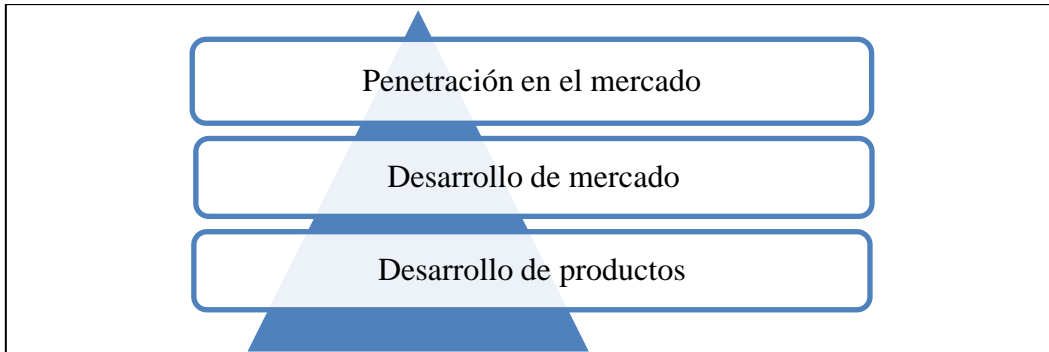 Penetración en el mercado
Desarrollo de mercado
Desarrollo de productos